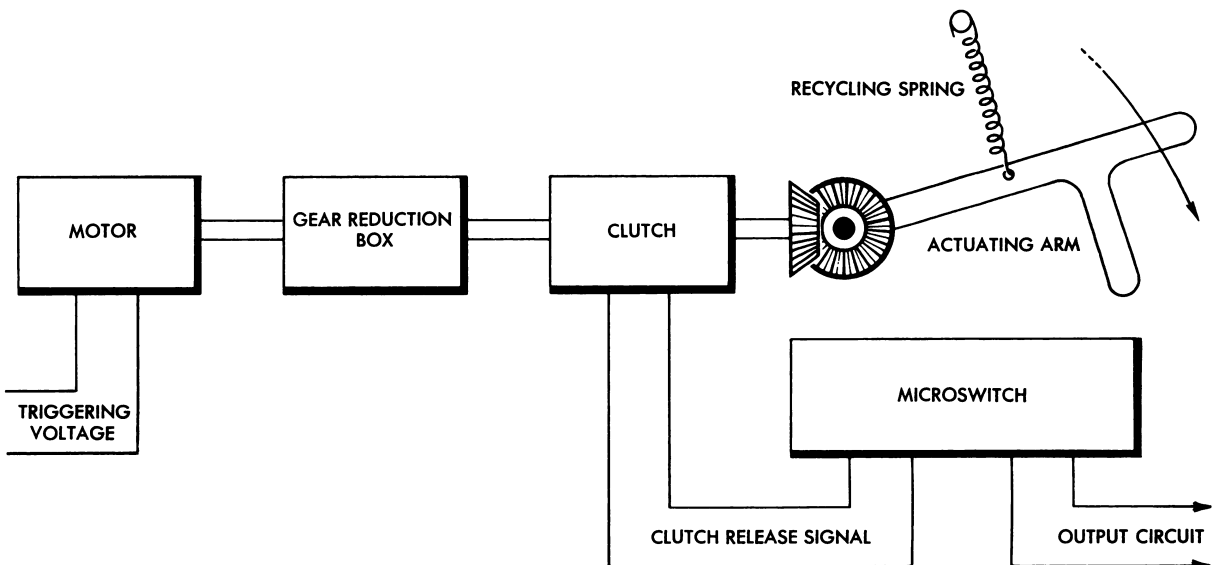 RECYCLING SPRING
MOTOR
GEAR REDUCTION
BOX
CLUTCH
ACTUATING ARM
MICROSWITCH
TRIGGERING
VOLTAGE
CLUTCH RELEASE SIGNAL
OUTPUT CIRCUIT